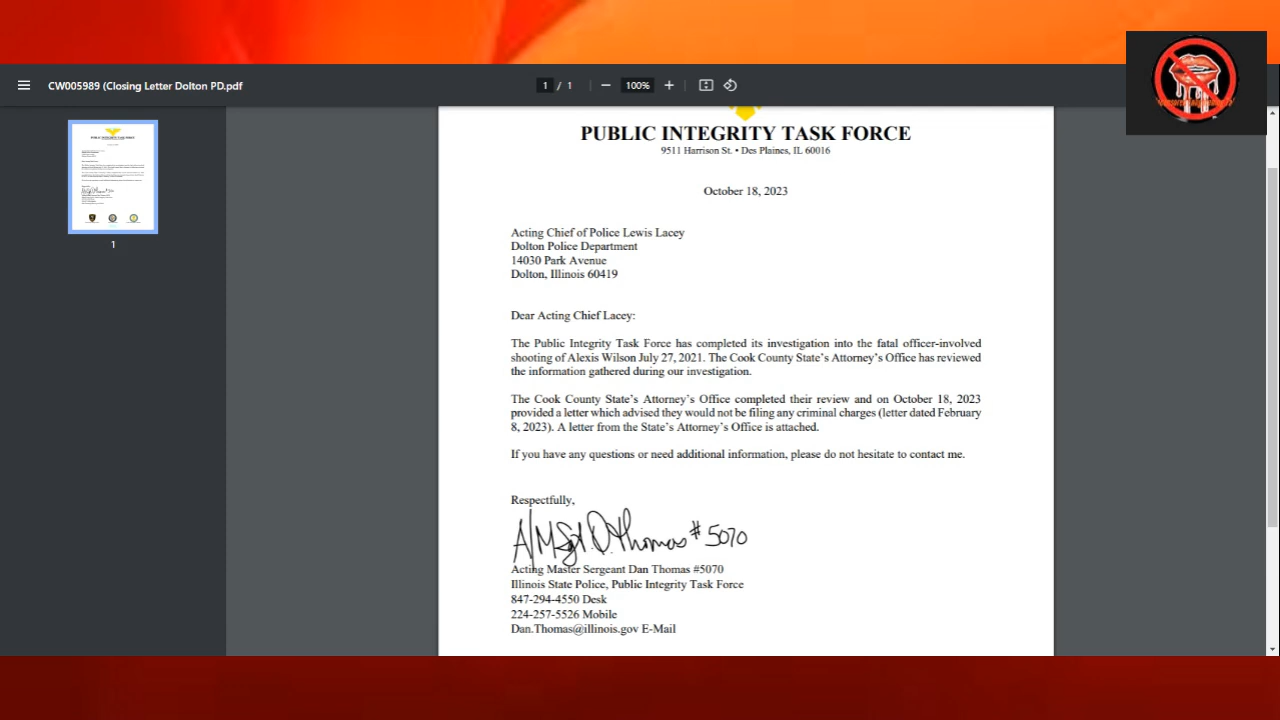 CW005989 (Closing Letter Dolton PD.pdf
1 / 1
100%
1
PUBLIC INTEGRITY TASK FORCE
9511 Harrison St. • Des Plaines, IL 60016
October 18, 2023
Acting Chief of Police Lewis Lacey
Dolton Police Department
14030 Park Avenue
Dolton, Illinois 60419
Dear Acting Chief Lacey:
The Public Integrity Task Force has completed its investigation into the fatal officer-involved
shooting of Alexis Wilson July 27, 2021. The Cook County State's Attorney's Office has reviewed
the information gathered during our investigation.
The Cook County State's Attorney's Office completed their review and on October 18, 2023
provided a letter which advised they would not be filing any criminal charges (letter dated February
8, 2023). A letter from the State's Attorney's Office is attached.
If you have any questions or need additional information, please do not hesitate to contact me.
Respectfully,
A/MSgt. D. Thomas #5070
Acting Master Sergeant Dan Thomas #5070
Illinois State Police, Public Integrity Task Force
847-294-4550 Desk
224-257-5526 Mobile
Dan.Thomas@illinois.gov E-Mail